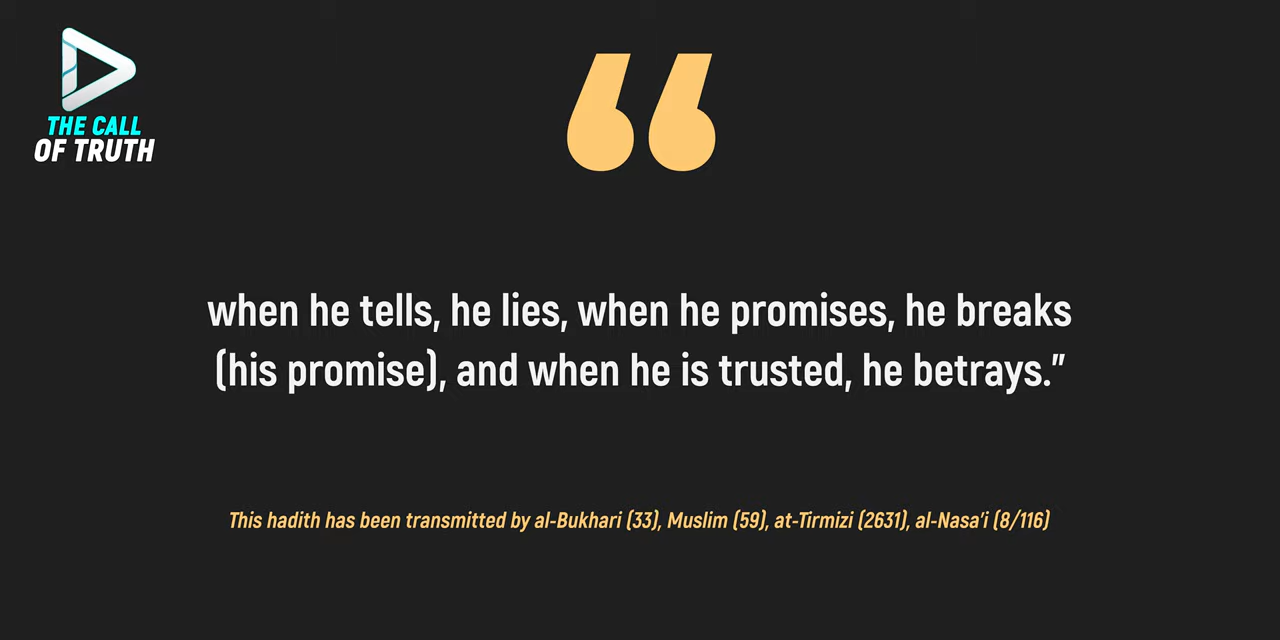 THE CALL
OF TRUTH
“
when he tells, he lies, when he promises, he breaks
(his promise), and when he is trusted, he betrays.”
This hadith has been transmitted by al-Bukhari (33), Muslim (59), at-Tirmizi (2631), al-Nasa'i (8/116)